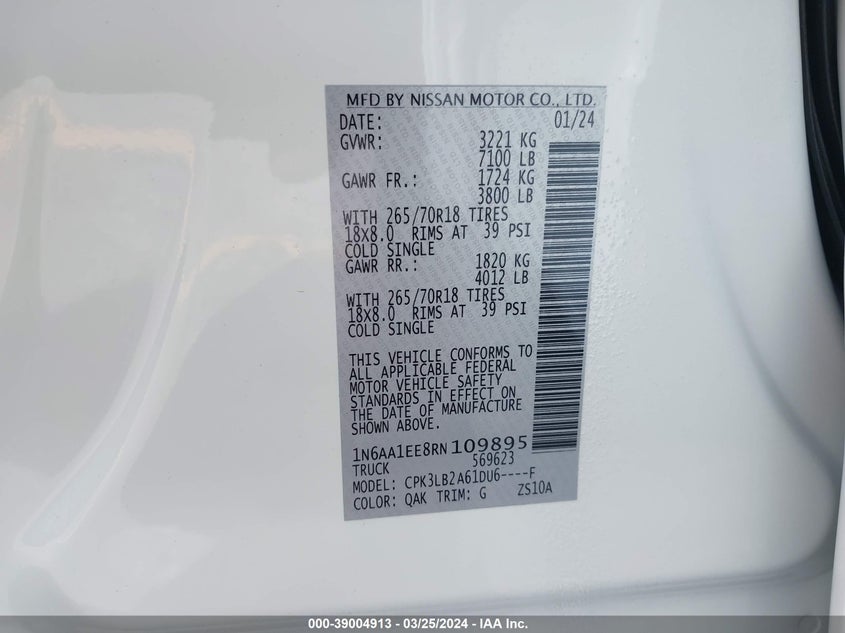 MFD BY NISSAN MOTOR CO., LTD.
DATE: 01/24
GVWR: 3221 KG
7100 LB
GAWR FR.: 1724 KG
3800 LB
WITH 265/70R18 TIRES
18X8.0 RIMS AT 39 PSI
COLD SINGLE
GAWR RR.: 1820 KG
4012 LB
WITH 265/70R18 TIRES
18X8.0 RIMS AT 39 PSI
COLD SINGLE
THIS VEHICLE CONFORMS TO
ALL APPLICABLE FEDERAL
MOTOR VEHICLE SAFETY
STANDARDS IN EFFECT ON
THE DATE OF MANUFACTURE
SHOWN ABOVE.
1N6AA1EE8RN109895
TRUCK 569623
MODEL: CPK3LB2A61DU6----F
COLOR: QAK TRIM: G ZS10A
000-39004913 - 03/25/2024 - IAA Inc.